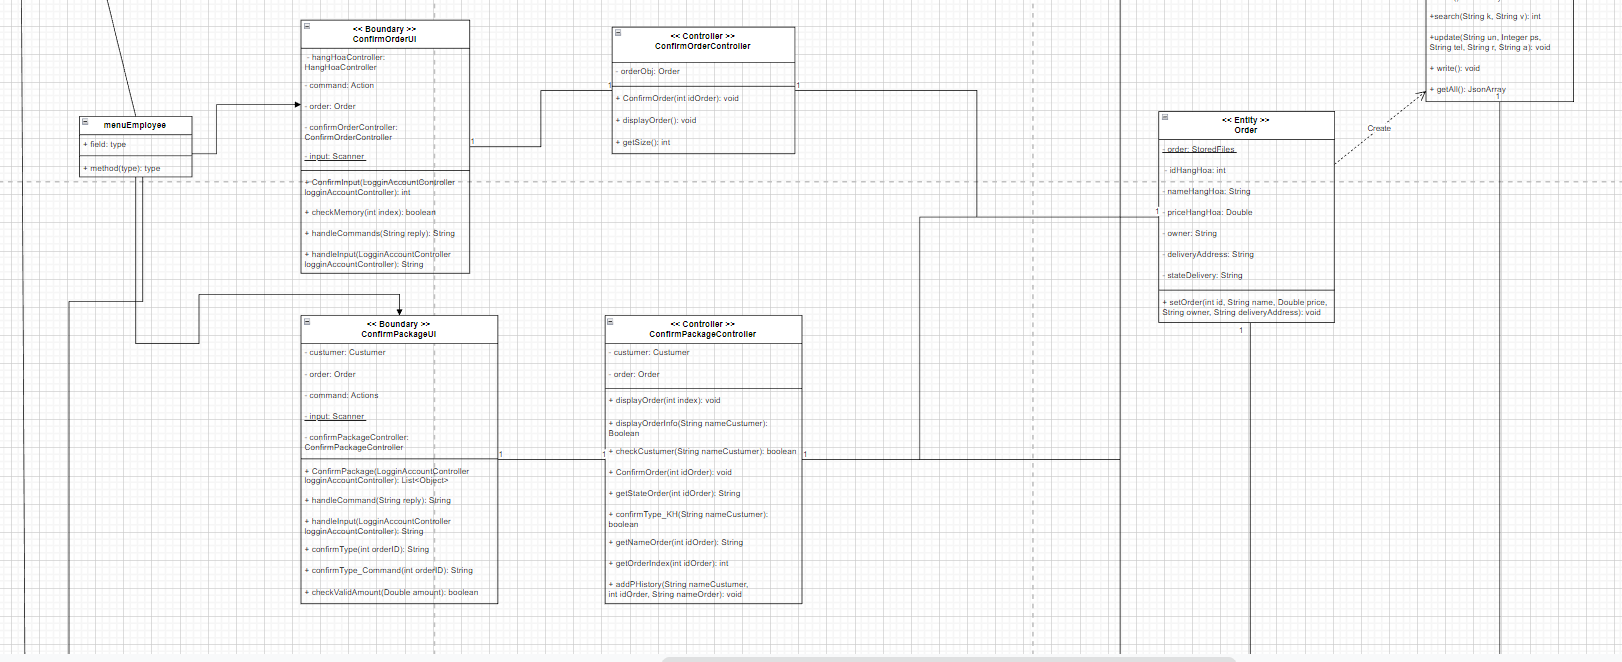 +search(String k, String v): int
+update(String un, Integer ps,
String tel, String r, String a): void
+ write(): void
+ getAll(): JsonArray
1
Create
<< Boundary >>
ConfirmOrderUI
- hangHoaController:
HangHoaController
- command: Action
- order: Order
- confirmOrderController:
ConfirmOrderController
- input: Scanner
+ ConfirmInput(LogginAccountController
logginAccountController): int
+ checkMemory(int index): boolean
+ handleCommands(String reply): String
+ handleInput(LogginAccountController
logginAccountController): String
1
<< Controller >>
ConfirmOrderController
- orderObj: Order
+ ConfirmOrder(int idOrder): void
+ displayOrder(): void
+ getSize(): int
1
1
menuEmployee
+ field: type
+ method(type): type
<< Entity >>
Order
- order: StoredFiles
- idHangHoa: int
- nameHangHoa: String
- priceHangHoa: Double
- owner: String
- deliveryAddress: String
- stateDelivery: String
+ setOrder(int id, String name, Double price,
String owner, String deliveryAddress): void
1
1
<< Boundary >>
ConfirmPackageUI
- custumer: Custumer
- order: Order
- command: Actions
- input: Scanner
- confirmPackageController:
ConfirmPackageController
+ ConfirmPackage(LogginAccountController
logginAccountController): List<Object>
+ handleCommand(String reply): String
+ handleInput(LogginAccountController
logginAccountController): String
+ confirmType(int orderID): String
+ confirmType_Command(int orderID): String
+ checkValidAmount(Double amount): boolean
1
<< Controller >>
ConfirmPackageController
- custumer: Custumer
- order: Order
+ displayOrder(int index): void
+ displayOrderInfo(String nameCustumer):
Boolean
+ checkCustumer(String nameCustumer): boolean
+ ConfirmOrder(int idOrder): void
+ getStateOrder(int idOrder): String
+ confirmType_KH(String nameCustumer):
boolean
+ getNameOrder(int idOrder): String
+ getOrderIndex(int idOrder): int
+ addPHistory(String nameCustumer,
int idOrder, String nameOrder): void
1
1